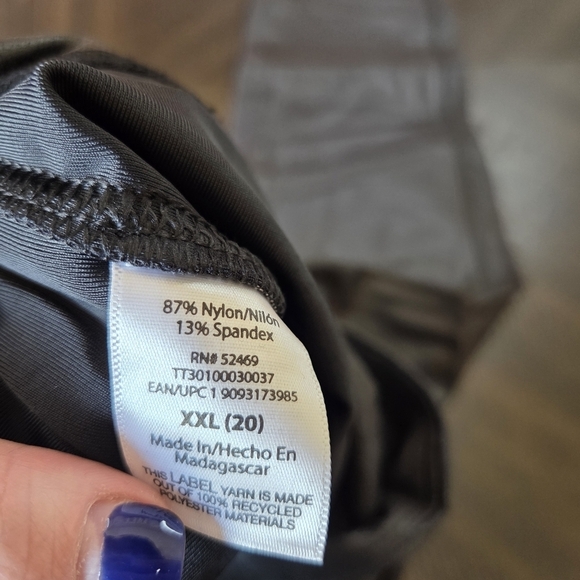 87% Nylon/Nilón
13% Spandex
RN# 52469
TT30100030037
EAN/UPC 1 9093173985
XXL (20)
Made In/Hecho En
Madagascar
THIS LABEL YARN IS MADE
OUT OF 100% RECYCLED
POLYESTER MATERIALS